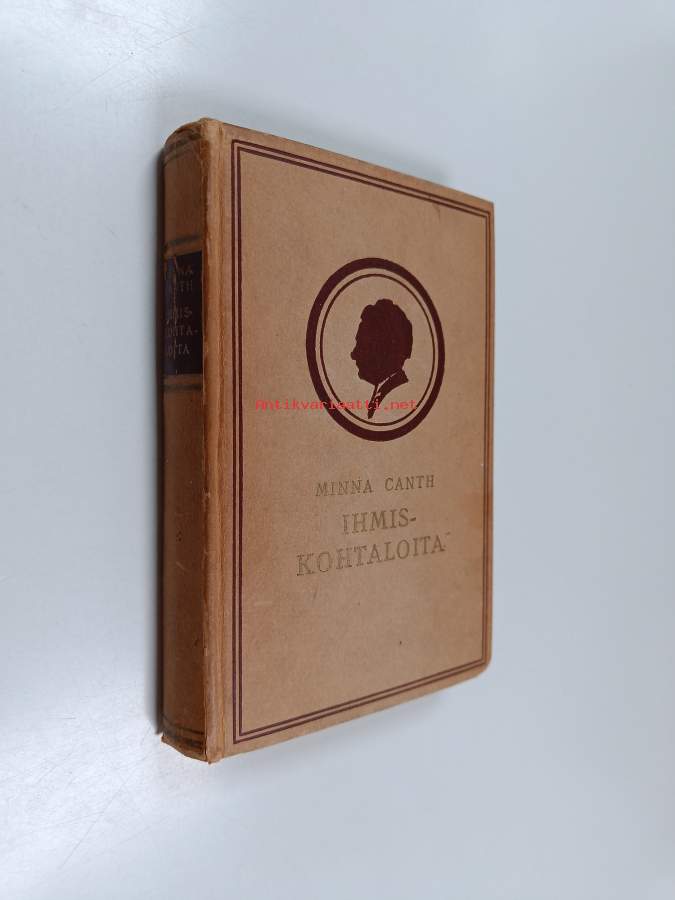 Antikvariaatti.net
MINNA CANTH
IHMIS-
KOHTALOITA